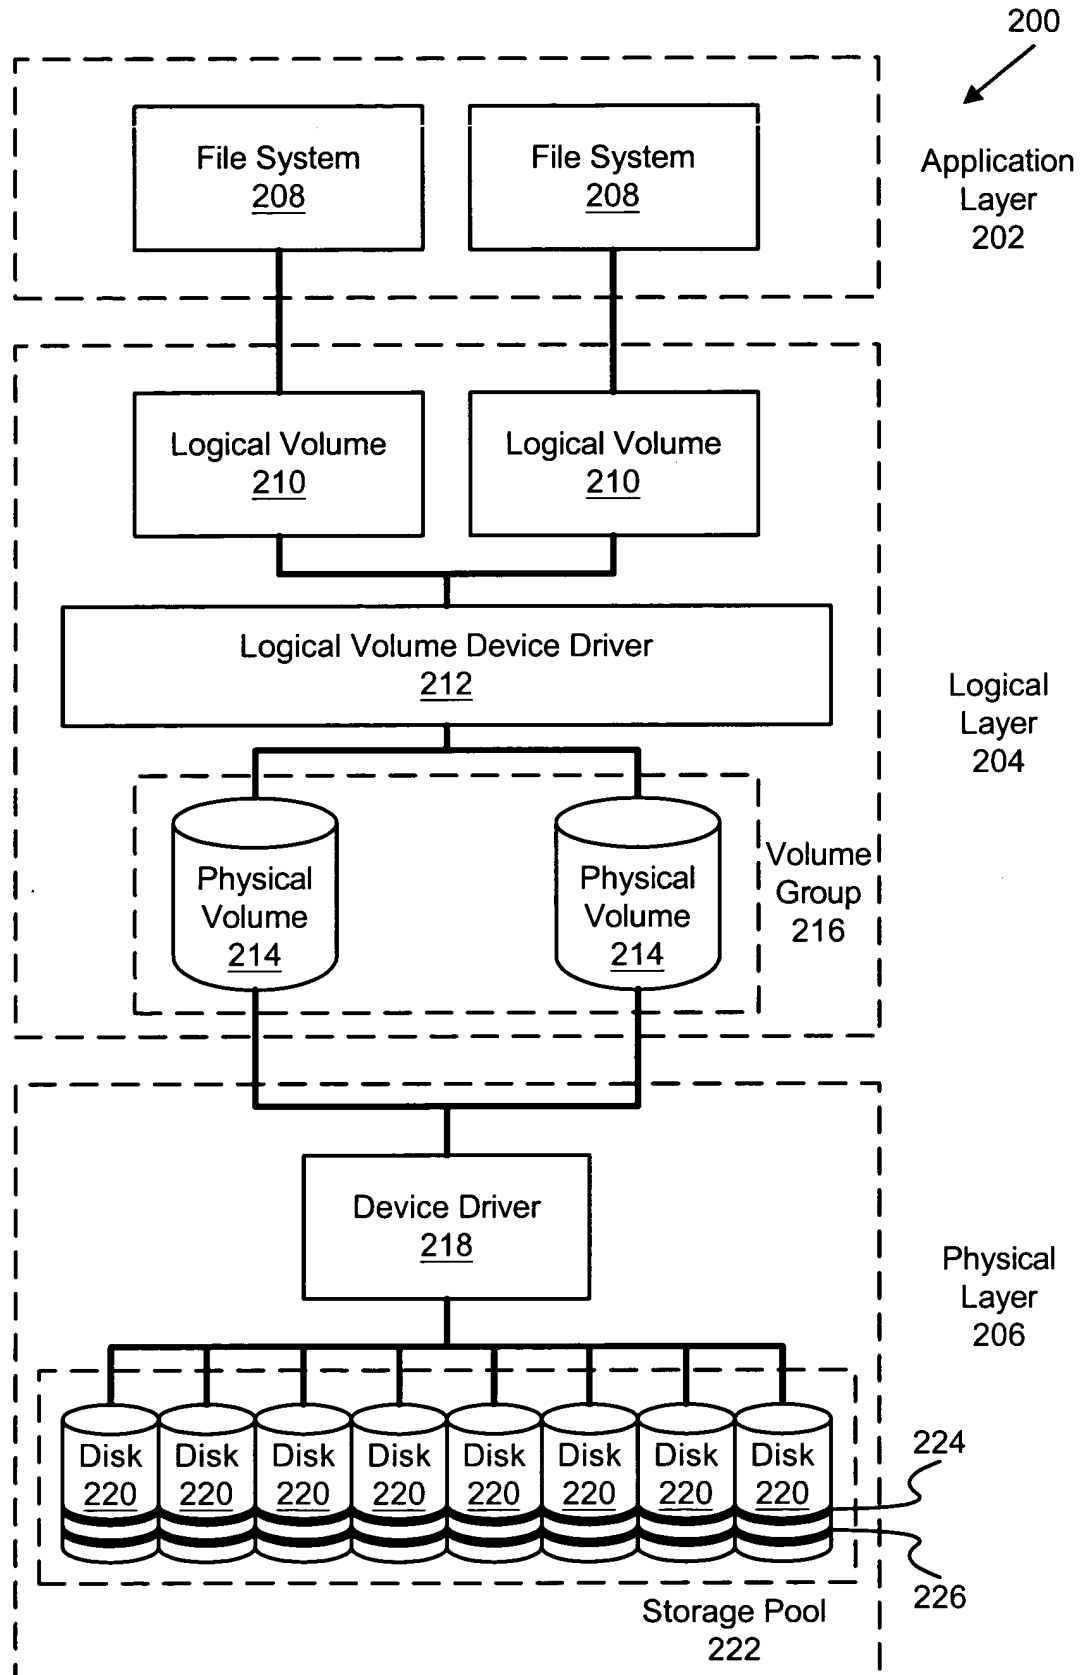 200
File System
208
File System
208
Application
Layer
202
Logical Volume
210
Logical Volume
210
Logical Volume Device Driver
212
Logical
Layer
204
Physical
Volume
214
Physical
Volume
214
Volume
Group
216
Device Driver
218
Physical
Layer
206
Disk
220
Disk
220
Disk
220
Disk
220
Disk
220
Disk
220
Disk
220
Disk
220
224
226
Storage Pool
222